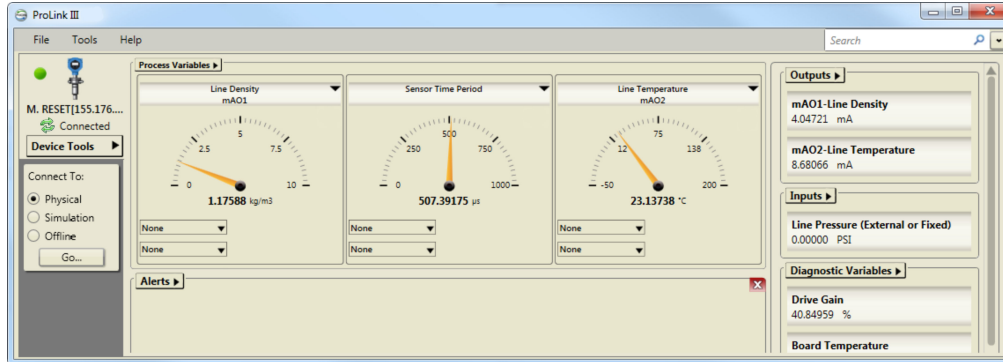 ProLink III
File Tools Help
Search
M. RESET[155.176....
Connected
Device Tools
Connect To:
Physical
Simulation
Offline
Go...
Process Variables
Line Density
mAO1
0
2.5
5
7.5
10
1.17588 kg/m3
None
None
Sensor Time Period
0
250
500
750
1000
507.39175 µs
None
None
Line Temperature
mAO2
-50
12
75
138
200
23.13738 °C
None
None
Alerts
Outputs
mAO1-Line Density
4.04721 mA
mAO2-Line Temperature
8.68066 mA
Inputs
Line Pressure (External or Fixed)
0.00000 PSI
Diagnostic Variables
Drive Gain
40.84959 %
Board Temperature